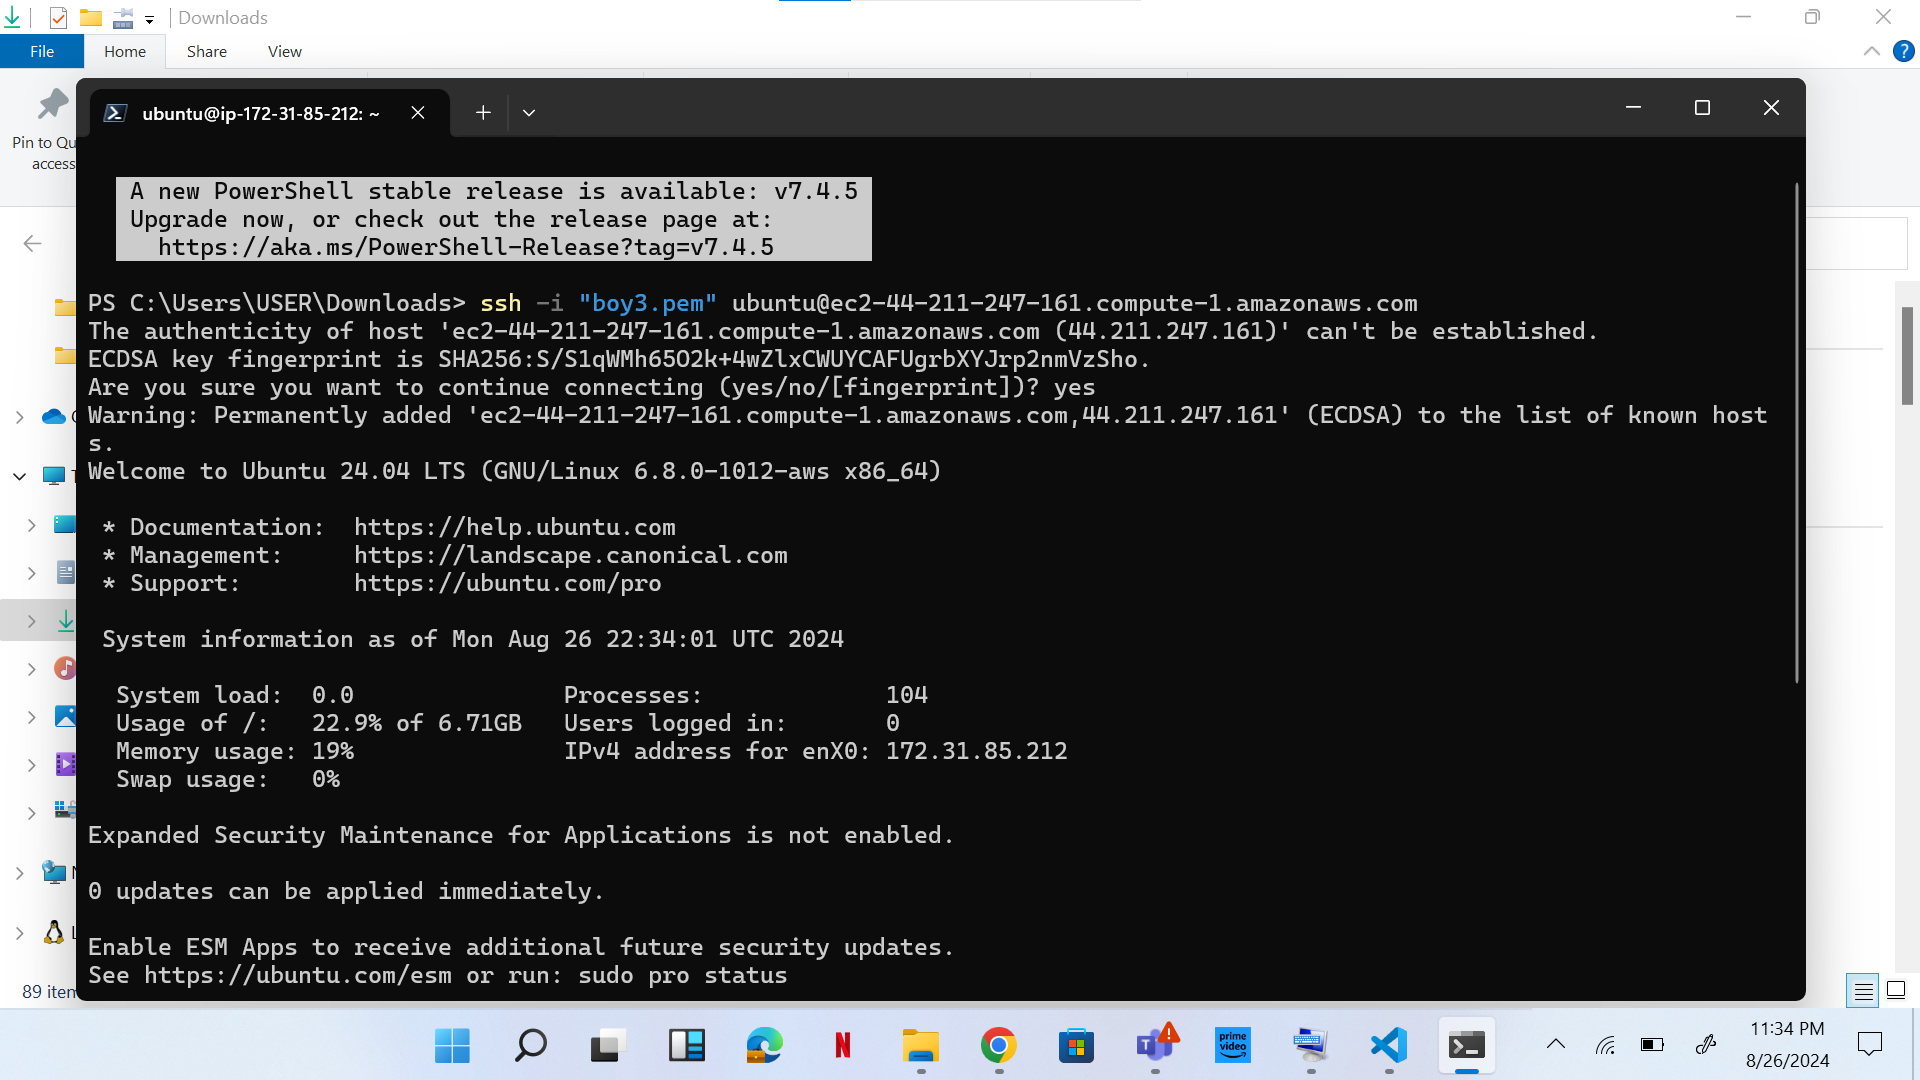 Downloads
File Home Share View
Pin to Qu
access
ubuntu@ip-172-31-85-212: ~
A new PowerShell stable release is available: v7.4.5
Upgrade now, or check out the release page at:
https://aka.ms/PowerShell-Release?tag=v7.4.5
PS C:\Users\USER\Downloads> ssh -i "boy3.pem" ubuntu@ec2-44-211-247-161.compute-1.amazonaws.com
The authenticity of host 'ec2-44-211-247-161.compute-1.amazonaws.com (44.211.247.161)' can't be established.
ECDSA key fingerprint is SHA256:S/S1qWMh65O2k+4wZlxCWUYCAFUgrbXYJrp2nmVzSho.
Are you sure you want to continue connecting (yes/no/[fingerprint])? yes
Warning: Permanently added 'ec2-44-211-247-161.compute-1.amazonaws.com,44.211.247.161' (ECDSA) to the list of known host
s.
Welcome to Ubuntu 24.04 LTS (GNU/Linux 6.8.0-1012-aws x86_64)
* Documentation: https://help.ubuntu.com
* Management: https://landscape.canonical.com
* Support: https://ubuntu.com/pro
System information as of Mon Aug 26 22:34:01 UTC 2024
System load: 0.0 Processes: 104
Usage of /: 22.9% of 6.71GB Users logged in: 0
Memory usage: 19% IPv4 address for enX0: 172.31.85.212
Swap usage: 0%
Expanded Security Maintenance for Applications is not enabled.
0 updates can be applied immediately.
Enable ESM Apps to receive additional future security updates.
See https://ubuntu.com/esm or run: sudo pro status
89 item
prime video
11:34 PM
8/26/2024